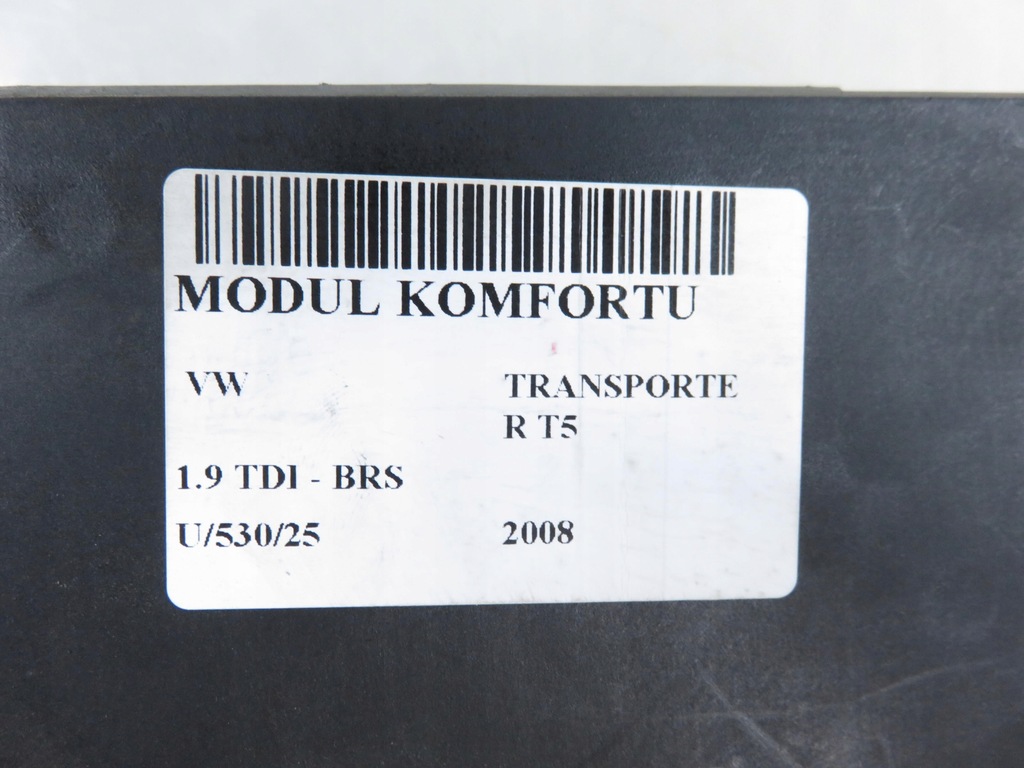 MODUL KOMFORTU
VW TRANSPORTE
R T5
1.9 TDI - BRS
U/530/25 2008